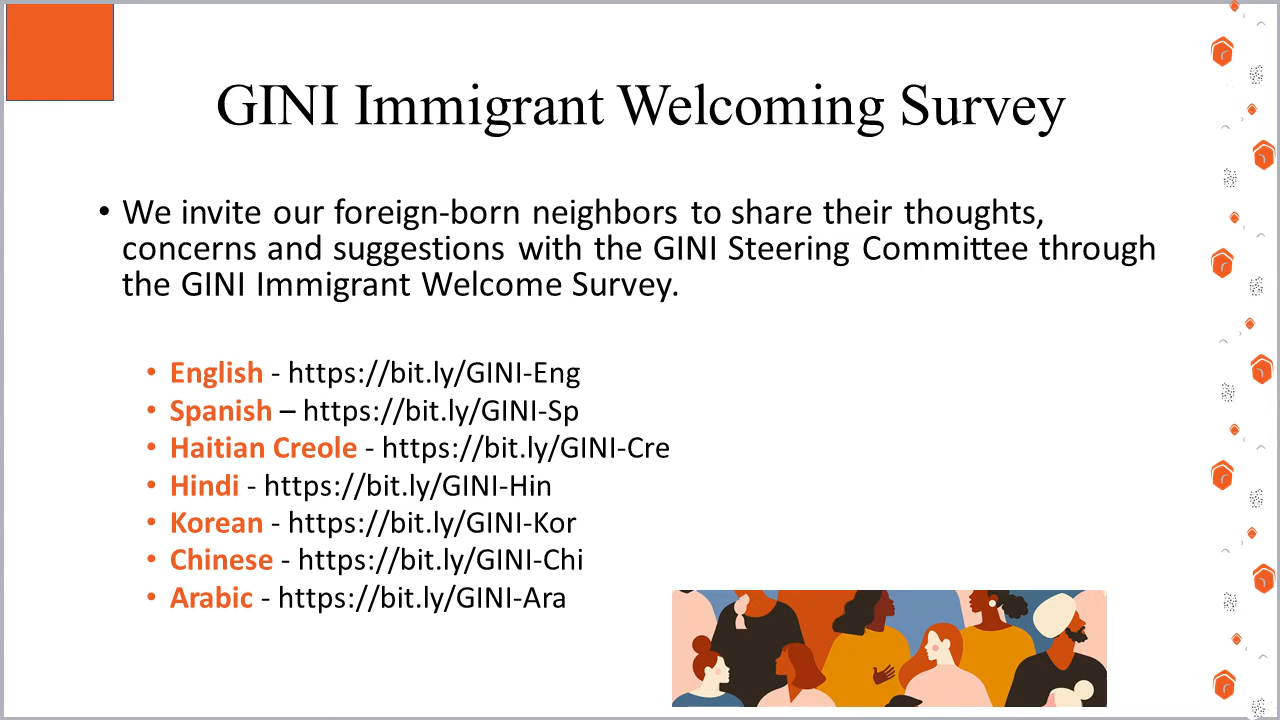 GINI Immigrant Welcoming Survey
• We invite our foreign-born neighbors to share their thoughts,
concerns and suggestions with the GINI Steering Committee through
the GINI Immigrant Welcome Survey.
• English - https://bit.ly/GINI-Eng
• Spanish – https://bit.ly/GINI-Sp
• Haitian Creole - https://bit.ly/GINI-Cre
• Hindi - https://bit.ly/GINI-Hin
• Korean - https://bit.ly/GINI-Kor
• Chinese - https://bit.ly/GINI-Chi
• Arabic - https://bit.ly/GINI-Ara